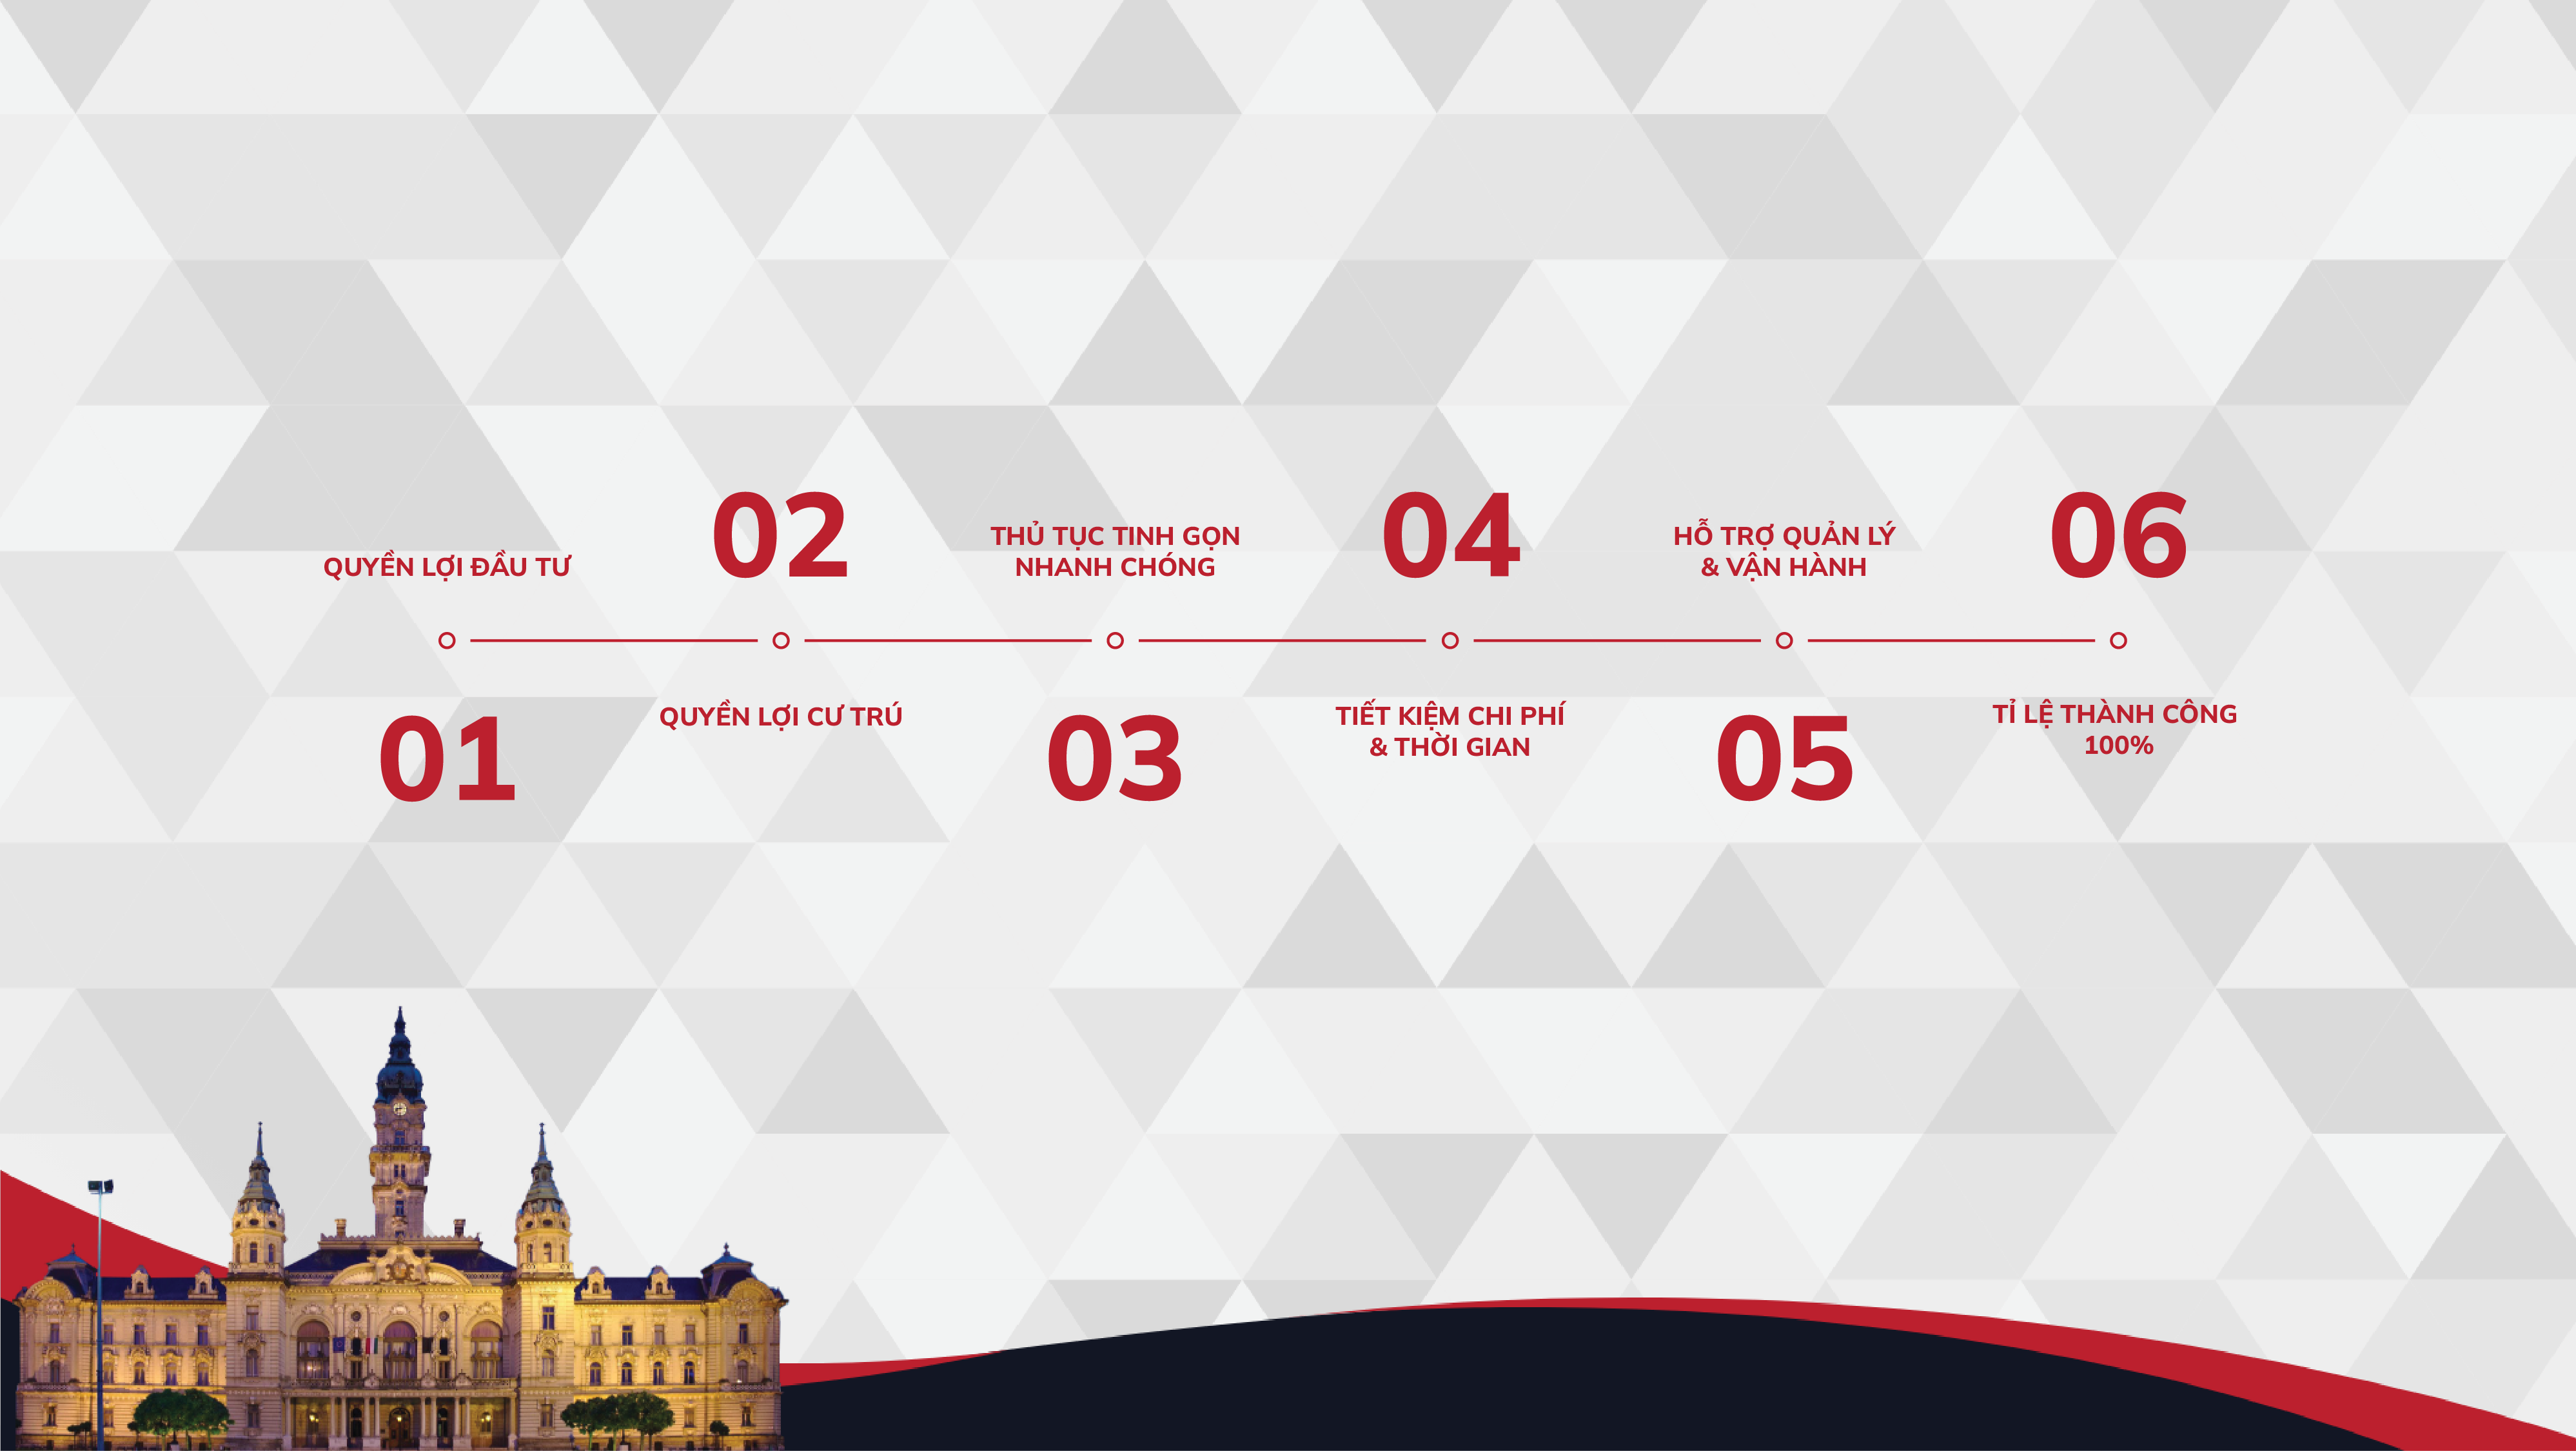 QUYỀN LỢI ĐẦU TƯ
01
02
QUYỀN LỢI CƯ TRÚ
THỦ TỤC TINH GỌN
NHANH CHÓNG
03
04
TIẾT KIỆM CHI PHÍ
& THỜI GIAN
HỖ TRỢ QUẢN LÝ
& VẬN HÀNH
05
06
TỈ LỆ THÀNH CÔNG
100%